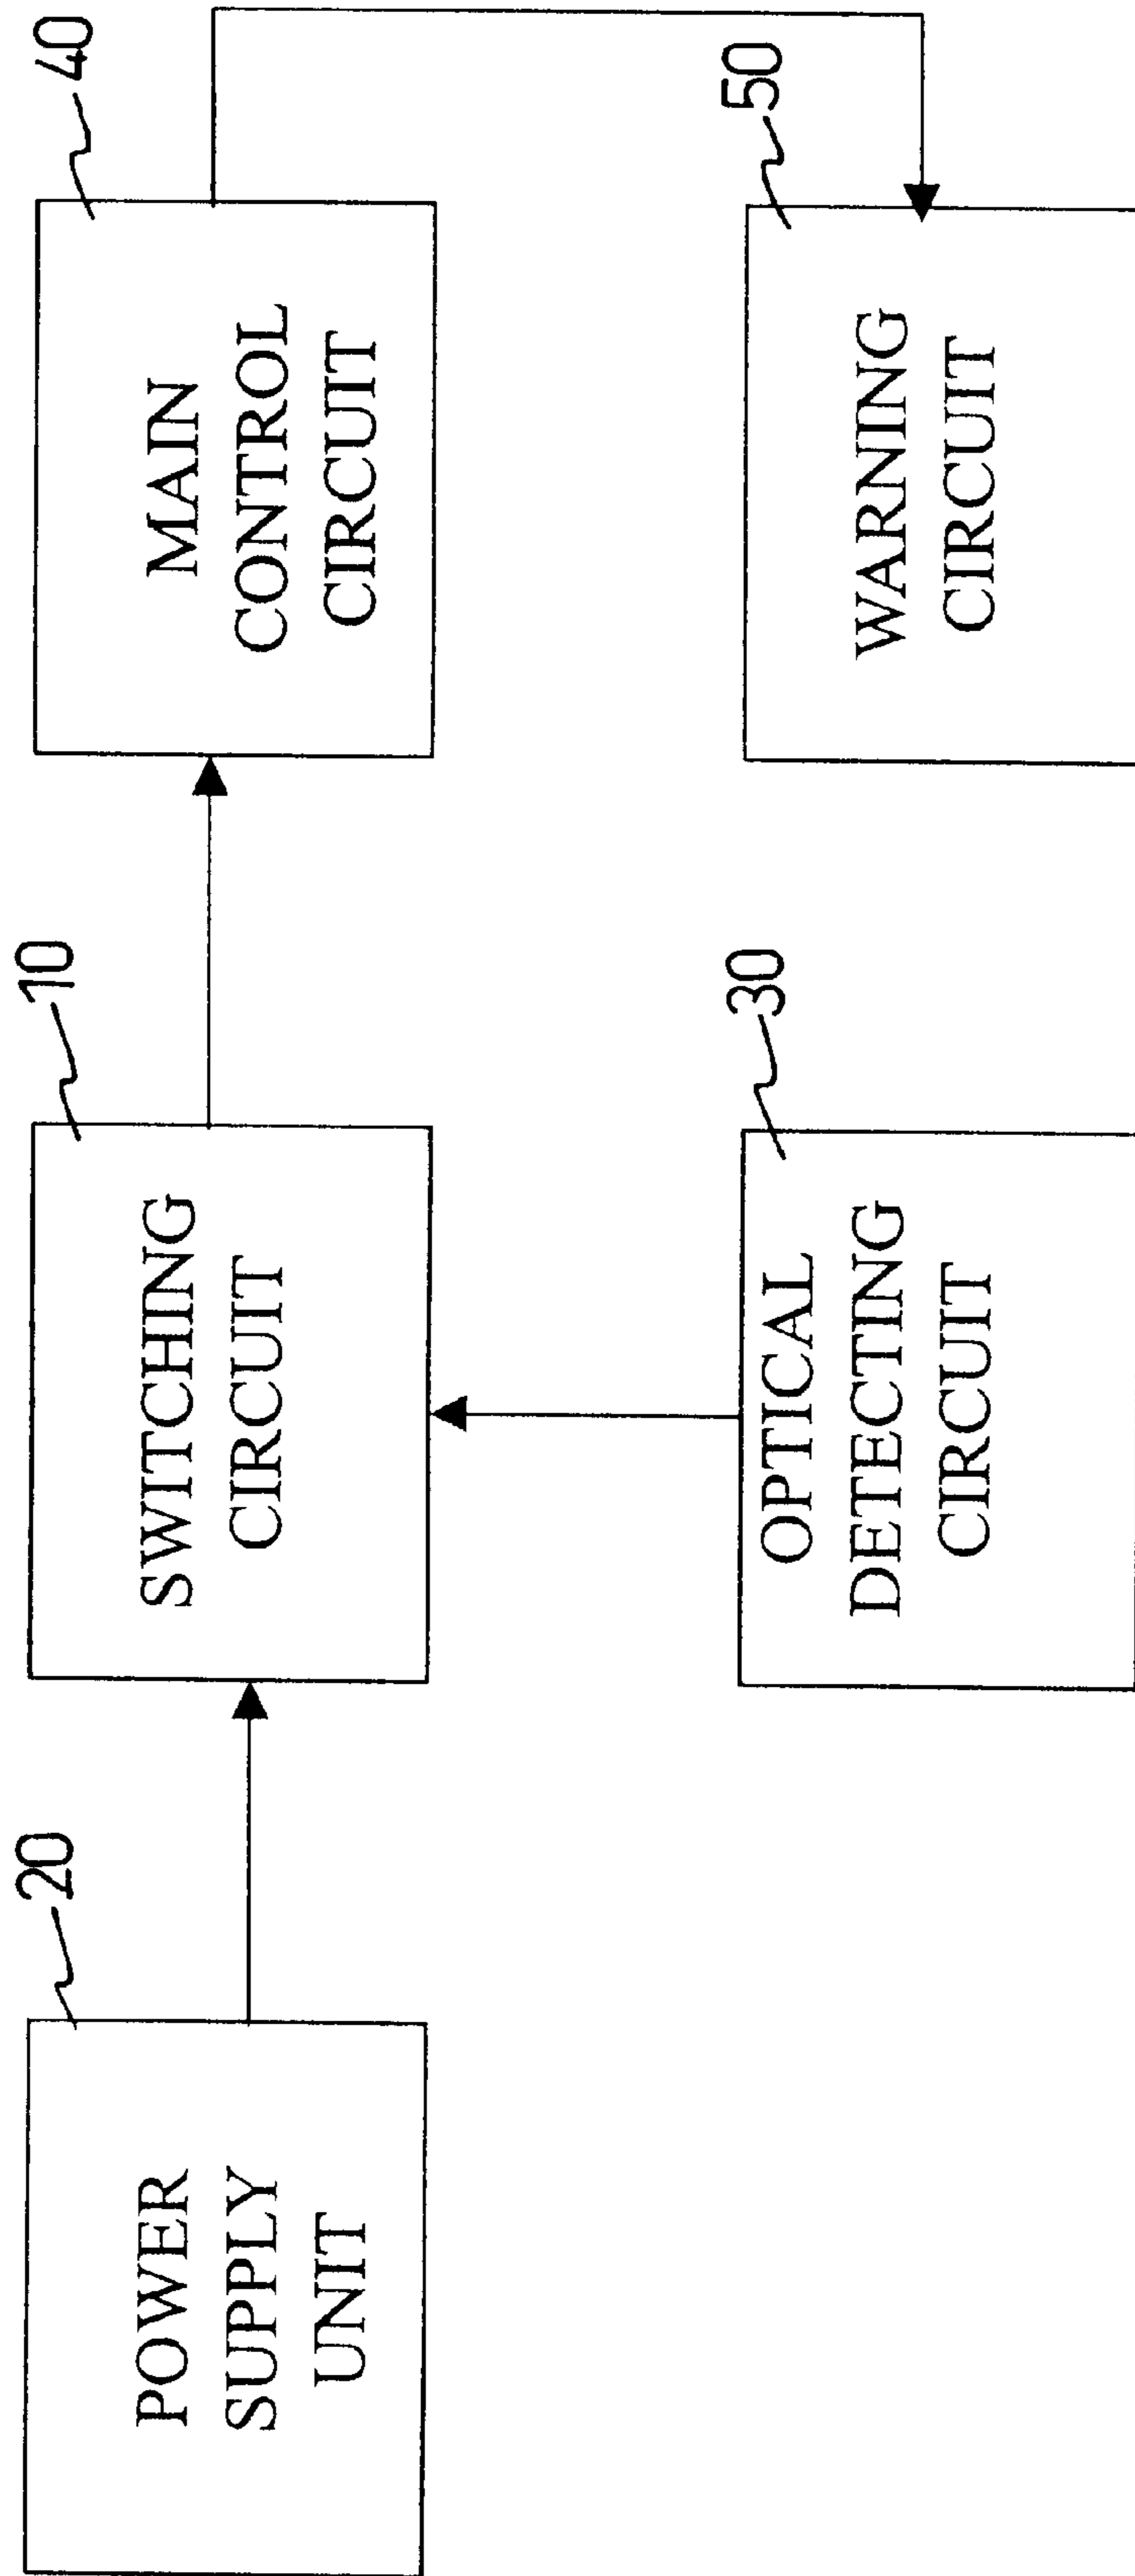 20
POWER
SUPPLY
UNIT
10
SWITCHING
CIRCUIT
40
MAIN
CONTROL
CIRCUIT
30
OPTICAL
DETECTING
CIRCUIT
50
WARNING
CIRCUIT